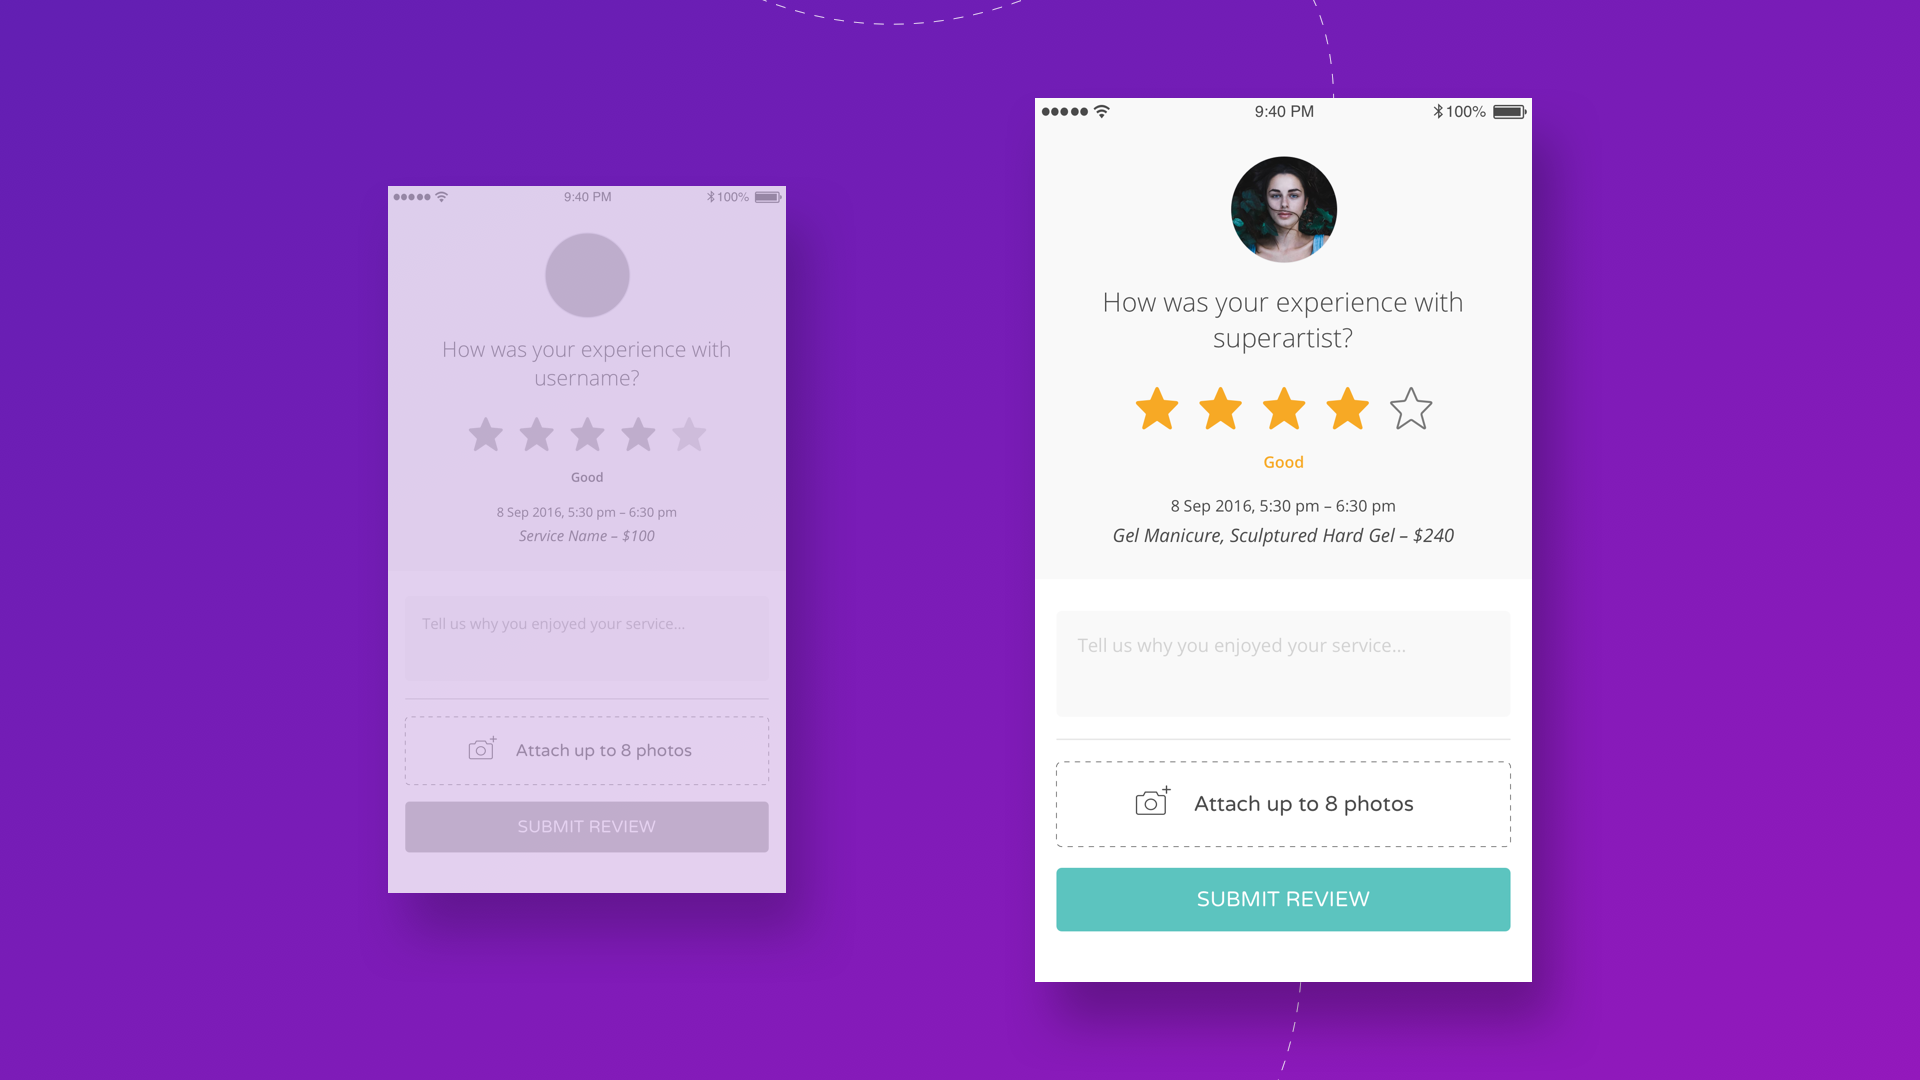 9:40 PM
100%
How was your experience with
username?
Good
8 Sep 2016, 5:30 pm – 6:30 pm
Service Name – $100
Tell us why you enjoyed your service...
Attach up to 8 photos
SUBMIT REVIEW
9:40 PM
100%
How was your experience with
superartist?
Good
8 Sep 2016, 5:30 pm – 6:30 pm
Gel Manicure, Sculptured Hard Gel – $240
Tell us why you enjoyed your service...
Attach up to 8 photos
SUBMIT REVIEW